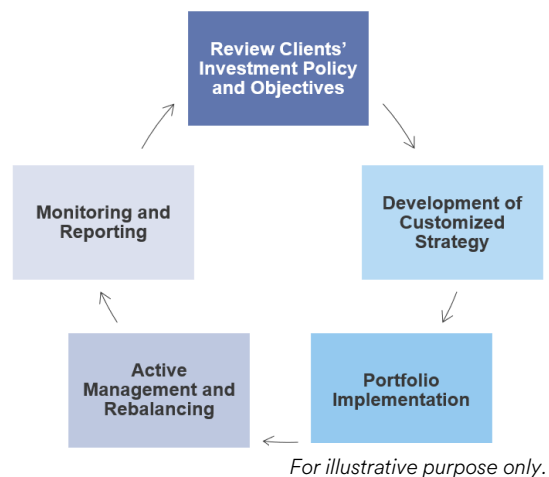 Review Clients’
Investment Policy
and Objectives
Development of
Customized
Strategy
Portfolio
Implementation
Active
Management and
Rebalancing
Monitoring and
Reporting
For illustrative purpose only.